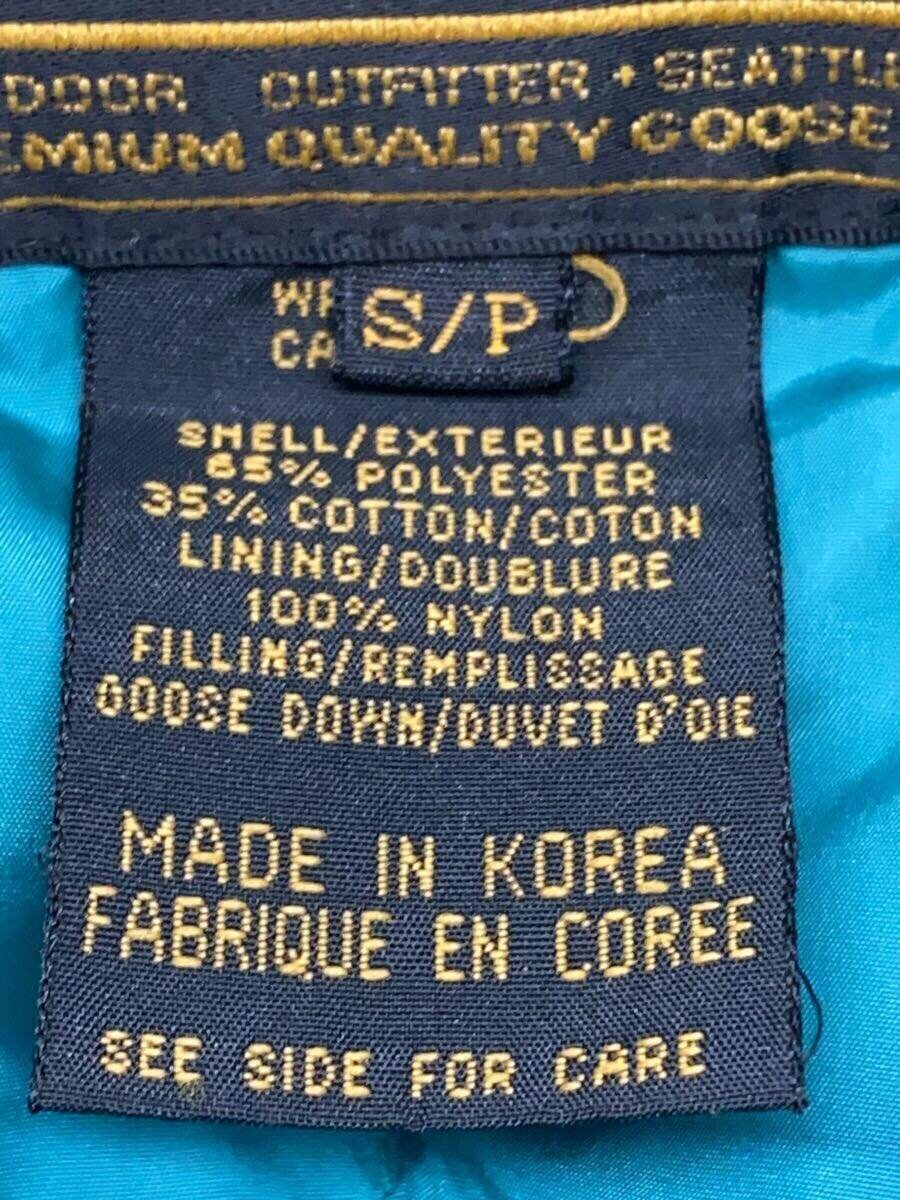 DOOR OUTFITTER • SEATTLE
EMIUM QUALITY GOOSE
S/P
SHELL/EXTERIEUR
65% POLYESTER
35% COTTON/COTON
LINING/DOUBLURE
100% NYLON
FILLING/REMPLISSAGE
GOOSE DOWN/DUVET D'OIE
MADE IN KOREA
FABRIQUE EN COREE
SEE SIDE FOR CARE